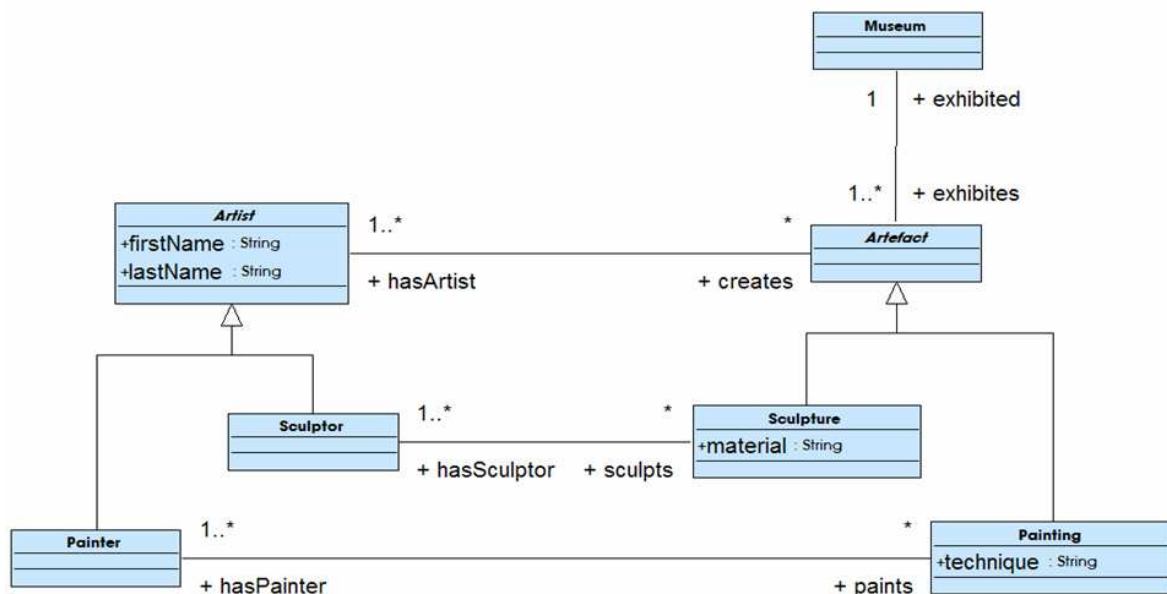 Museum
1 + exhibited
1..* + exhibites
Artist
+firstName : String
+lastName : String
1..* *
+ hasArtist + creates
Artefact
Sculptor
1..* *
+ hasSculptor + sculpts
Sculpture
+material : String
Painter
1..* *
+ hasPainter + paints
Painting
+technique : String